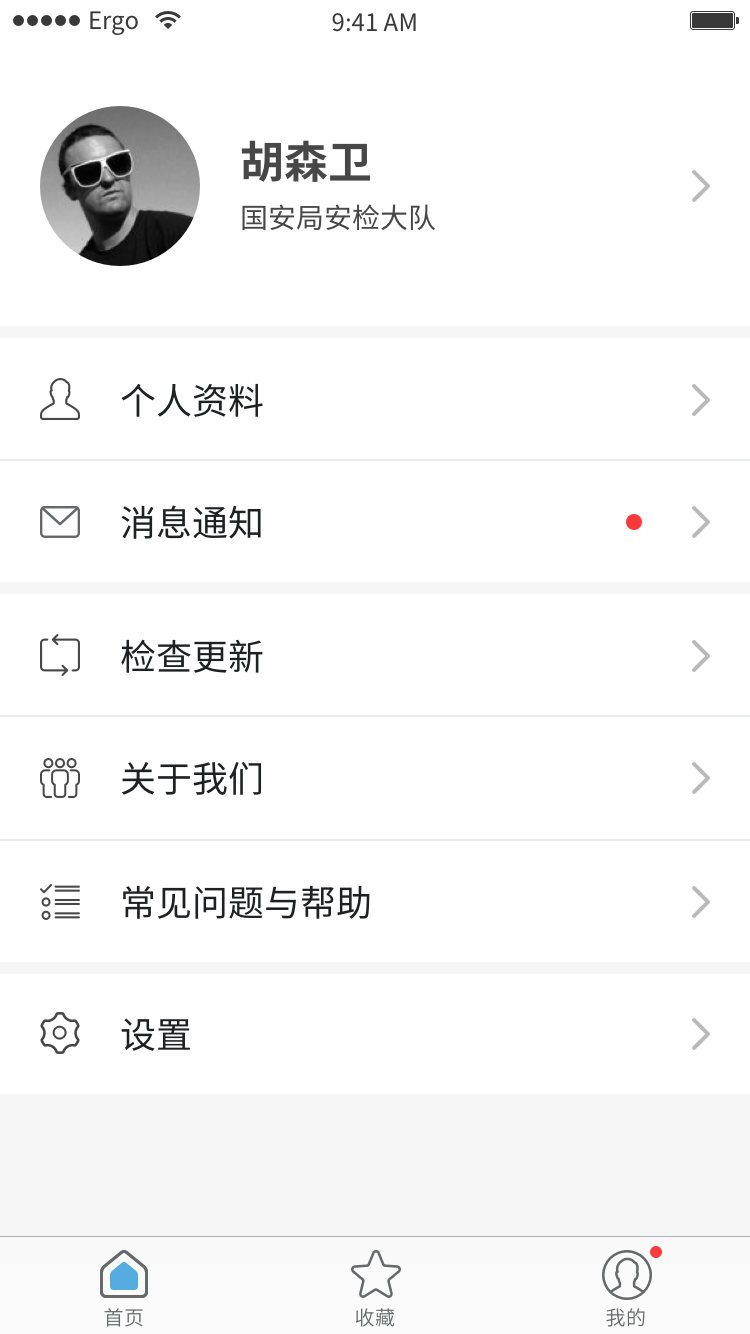 Ergo 9:41 AM
胡森卫
国安局安检大队
个人资料
消息通知
检查更新
关于我们
常见问题与帮助
设置
首页 收藏 我的